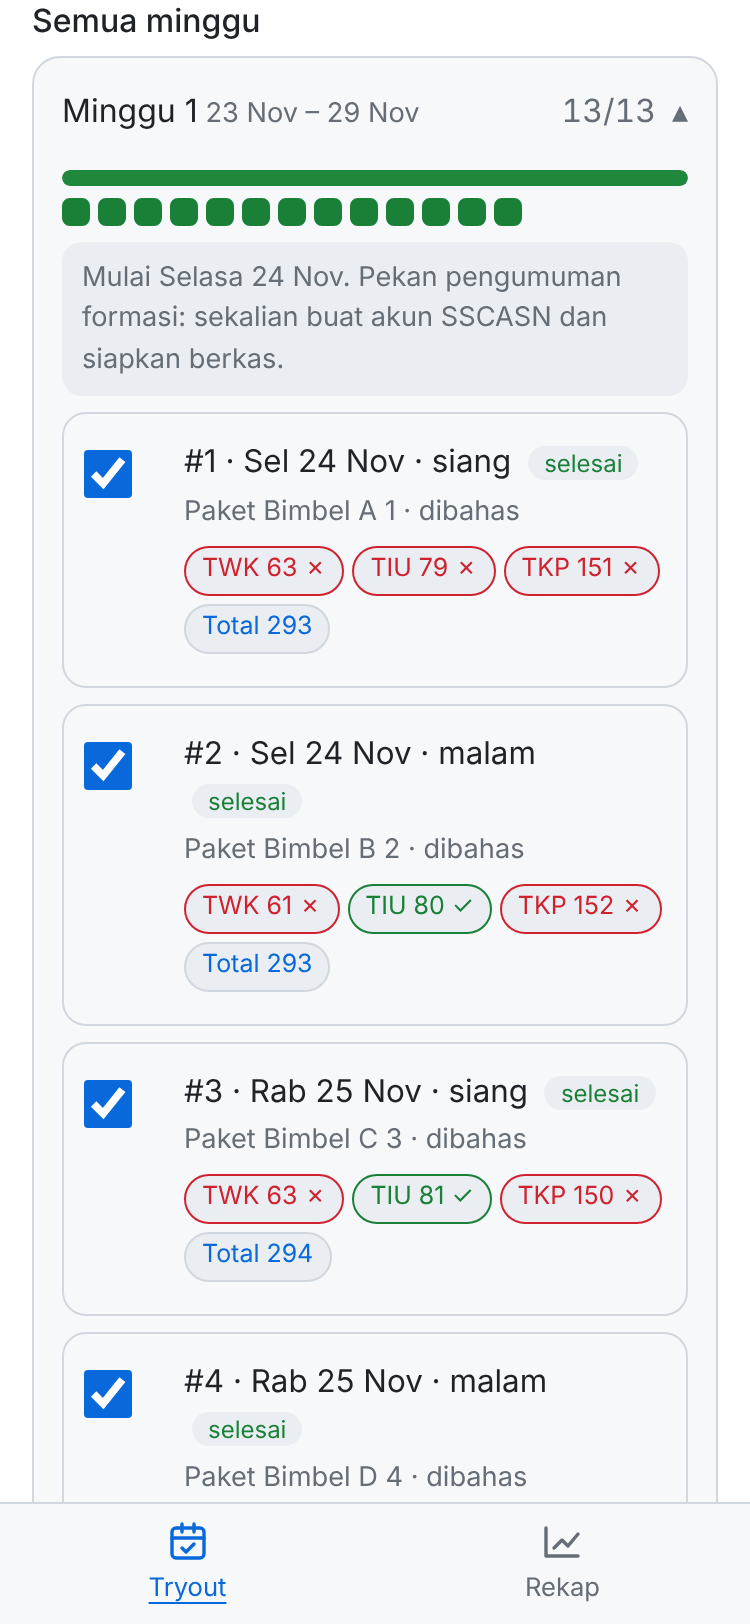 Semua minggu
Minggu 1 23 Nov – 29 Nov 13/13 ▲
Mulai Selasa 24 Nov. Pekan pengumuman
formasi: sekalian buat akun SSCASN dan
siapkan berkas.
#1 · Sel 24 Nov · siang selesai
Paket Bimbel A 1 · dibahas
TWK 63 × TIU 79 × TKP 151 ×
Total 293
#2 · Sel 24 Nov · malam
selesai
Paket Bimbel B 2 · dibahas
TWK 61 × TIU 80 ✓ TKP 152 ×
Total 293
#3 · Rab 25 Nov · siang selesai
Paket Bimbel C 3 · dibahas
TWK 63 × TIU 81 ✓ TKP 150 ×
Total 294
#4 · Rab 25 Nov · malam
selesai
Paket Bimbel D 4 · dibahas
Tryout Rekap